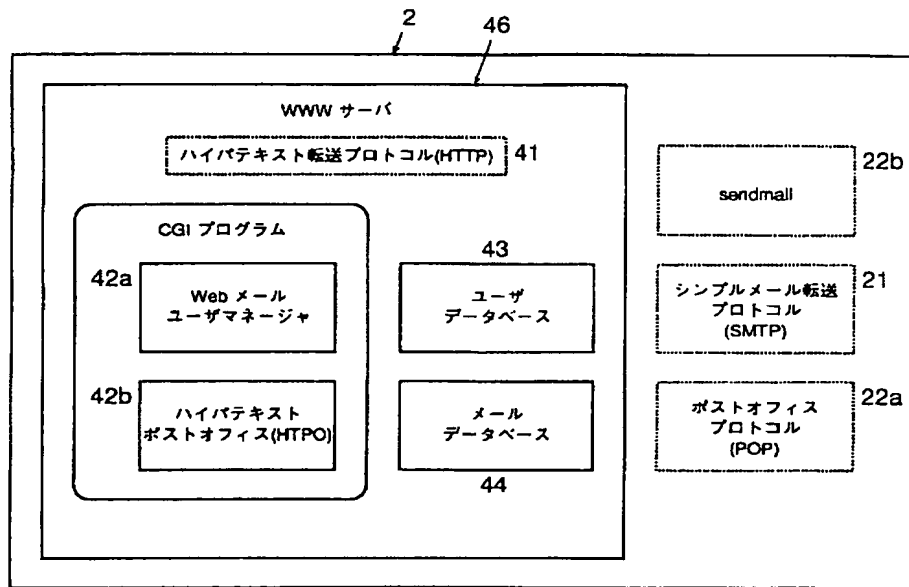 2
46
WWW サーバ
ハイパテキスト転送プロトコル(HTTP)
41
CGI プログラム
42a
Web メール
ユーザマネージャ
42b
ハイパテキスト
ポストオフィス(HTPO)
43
ユーザ
データベース
メール
データベース
44
22b
sendmail
シンプルメール転送
プロトコル
(SMTP)
21
ポストオフィス
プロトコル
(POP)
22a